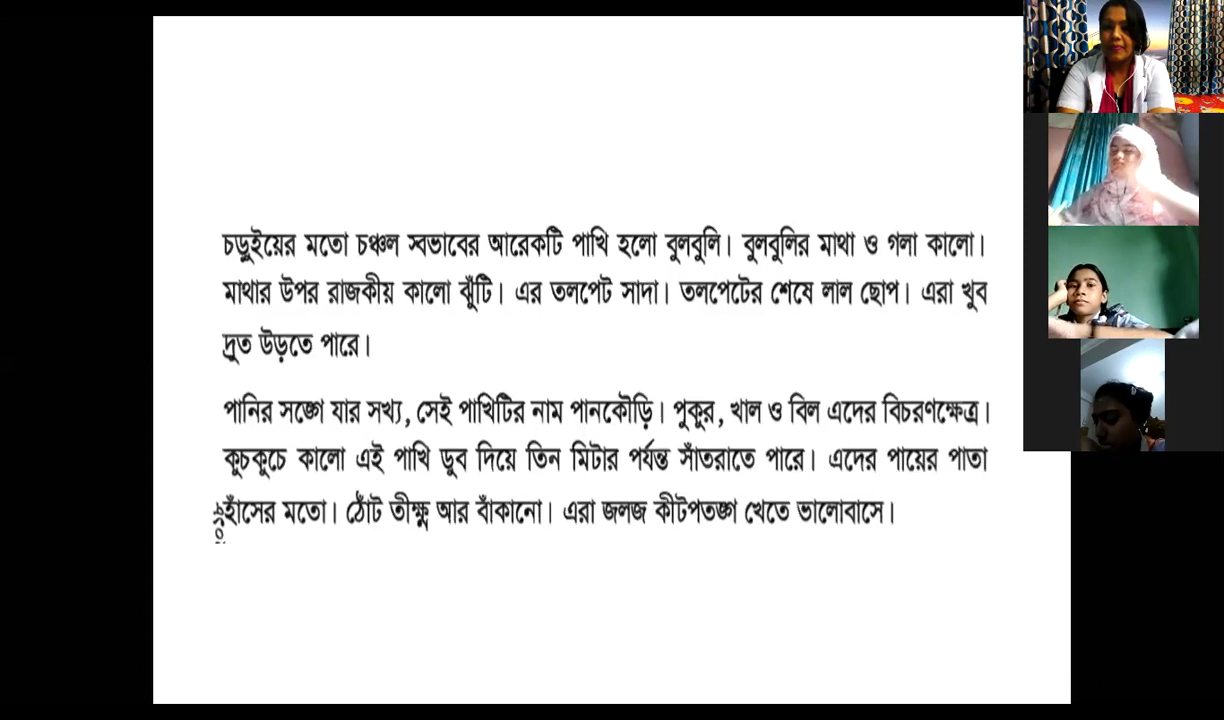 চড়ুইয়ের মতো চঞ্চল স্বভাবের আরেকটি পাখি হলো বুলবুলি। বুলবুলির মাথা ও গলা কালো।
মাথার উপর রাজকীয় কালো ঝুঁটি। এর তলপেট সাদা। তলপেটের শেষে লাল ছোপ। এরা খুব
দ্রুত উড়তে পারে।
পানির সঙ্গে যার সখ্য, সেই পাখিটির নাম পানকৌড়ি। পুকুর, খাল ও বিল এদের বিচরণক্ষেত্র।
কুচকুচে কালো এই পাখি ডুব দিয়ে তিন মিটার পর্যন্ত সাঁতরাতে পারে। এদের পায়ের পাতা
হাঁসের মতো। ঠোঁট তীক্ষ্ণ আর বাঁকানো। এরা জলজ কীটপতঙ্গ খেতে ভালোবাসে।